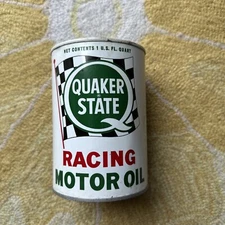 NET CONTENTS 1 U.S. FL. QUART
QUAKER
STATE
RACING
MOTOR OIL